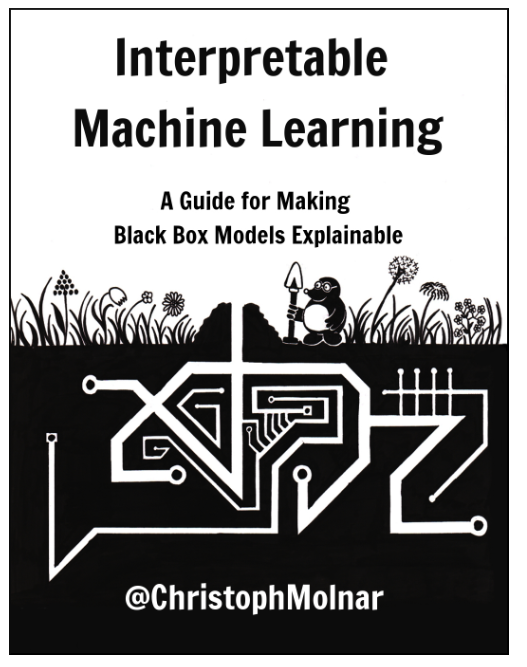 Interpretable
Machine Learning
A Guide for Making
Black Box Models Explainable
@ChristophMolnar